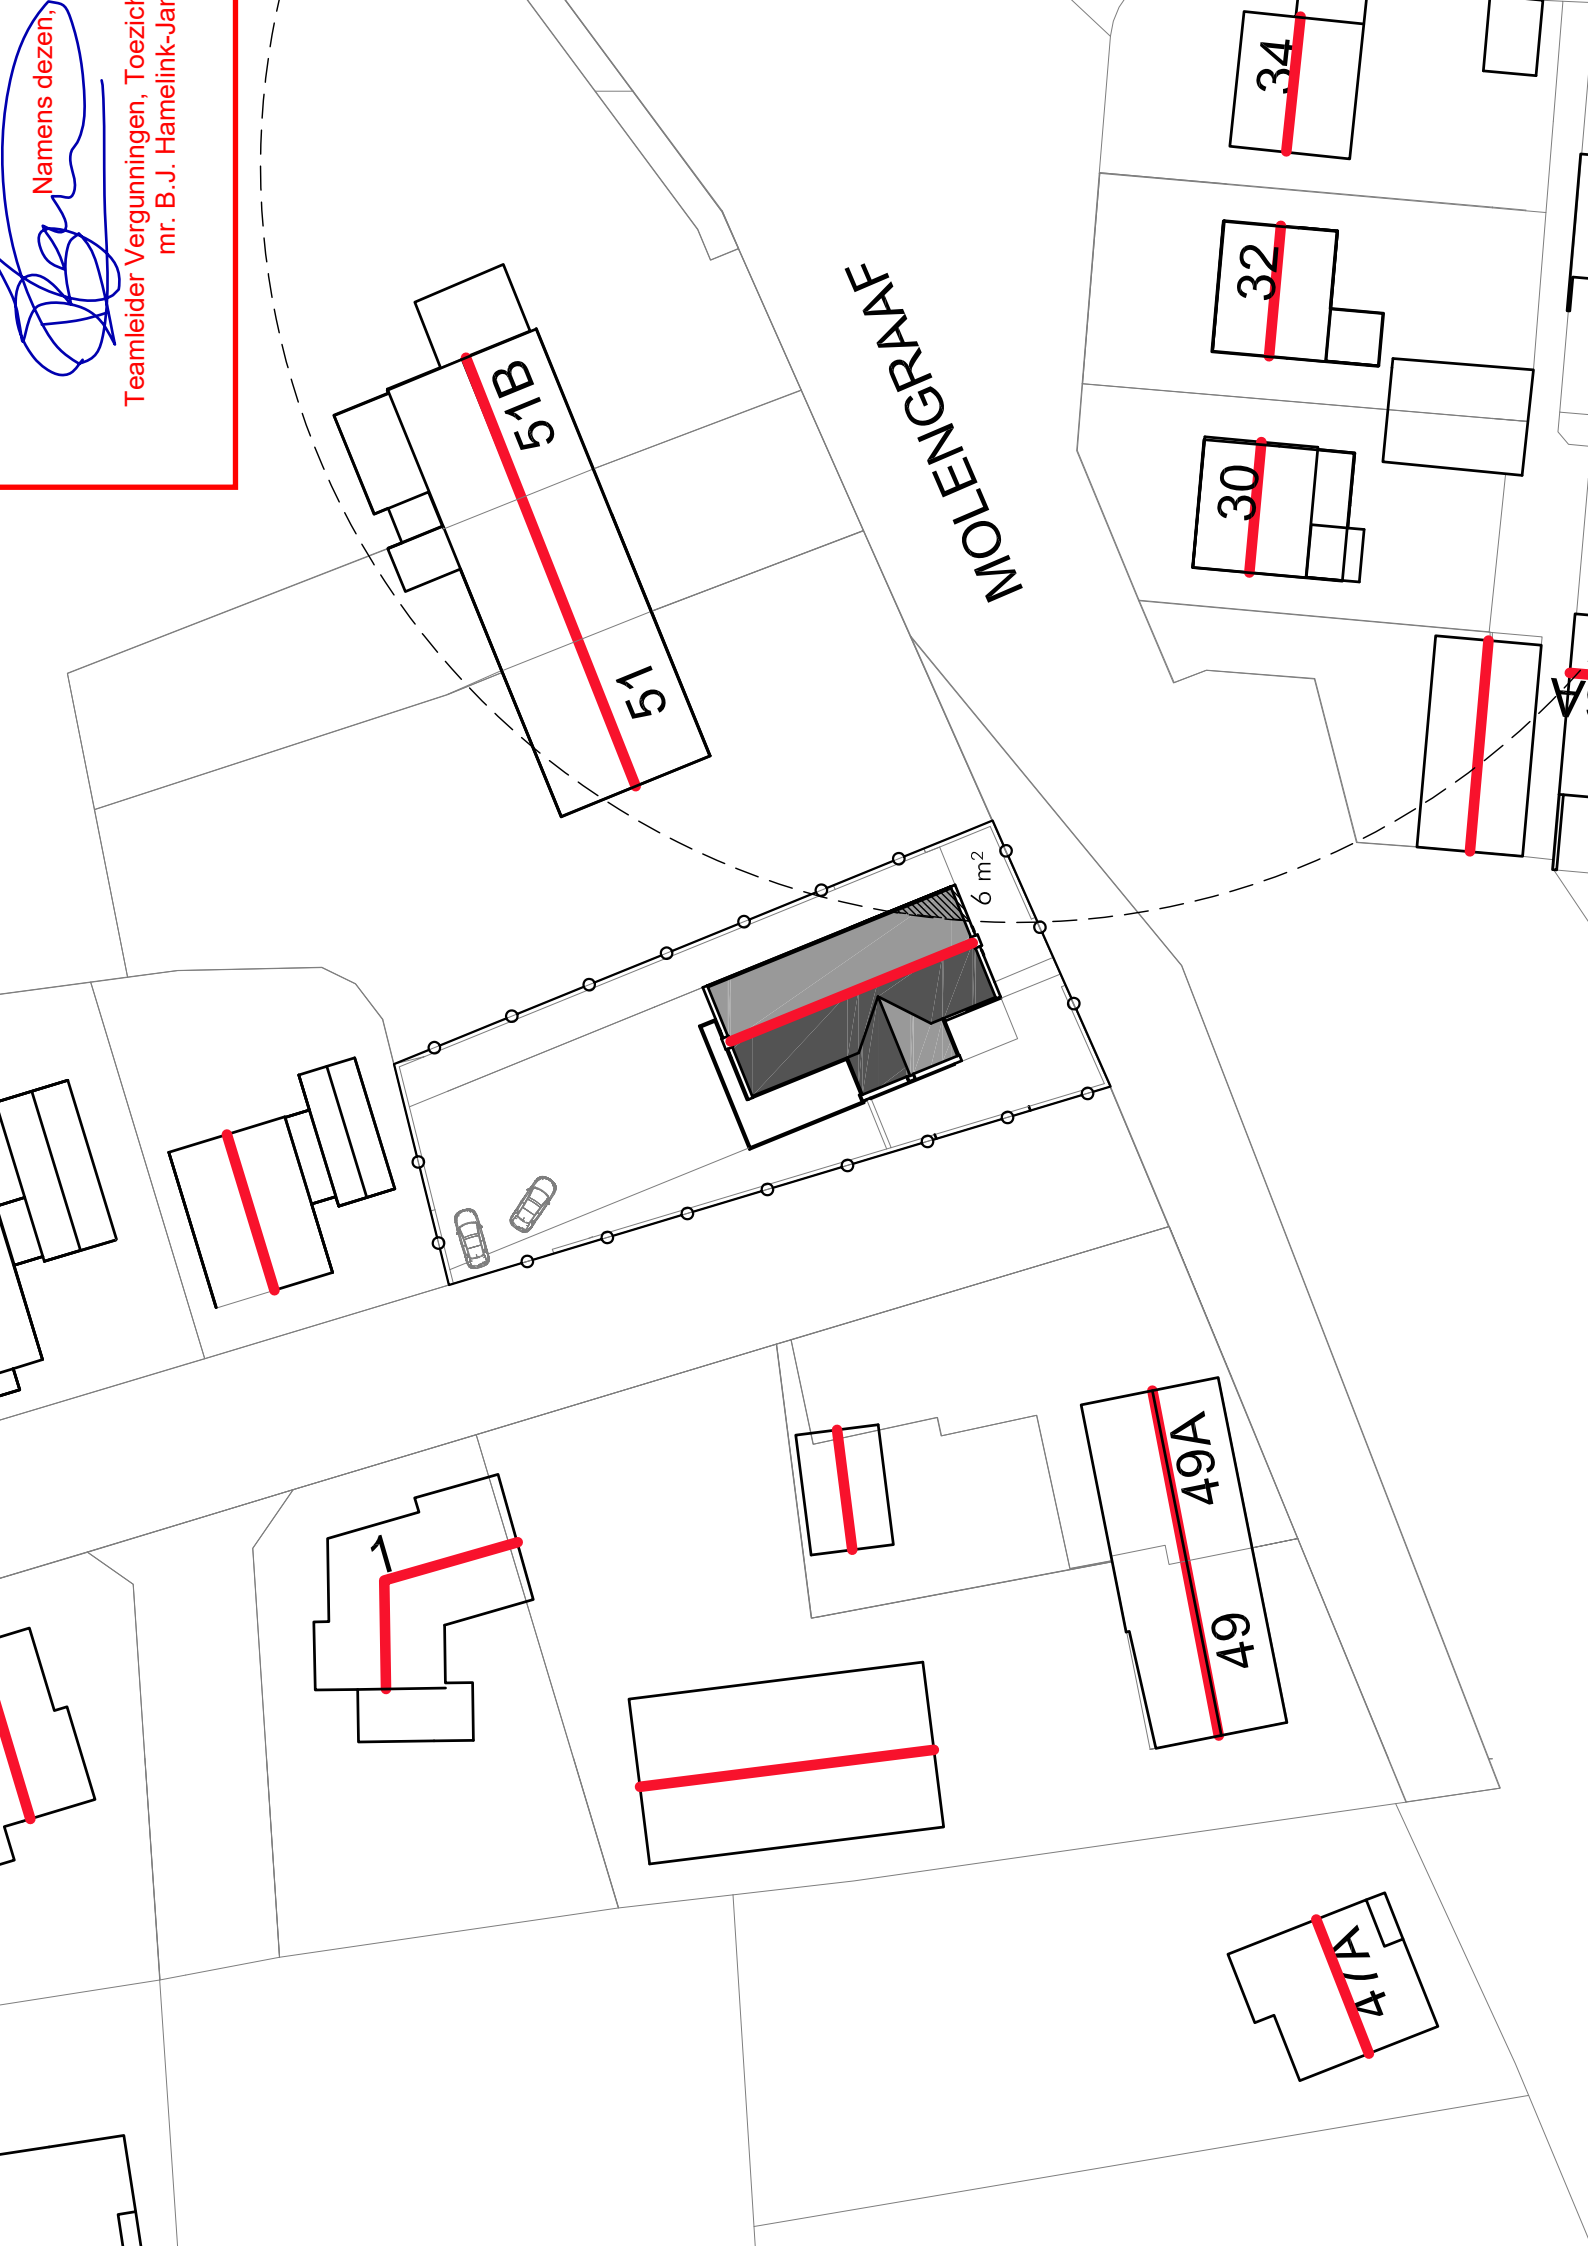 Namens dezen,
Teamleider Vergunningen, Toezich
mr. B.J. Hamelink-Jan
34
32
30
51B
51
MOLENGRAAF
6 m²
A
1
49A
49
47A